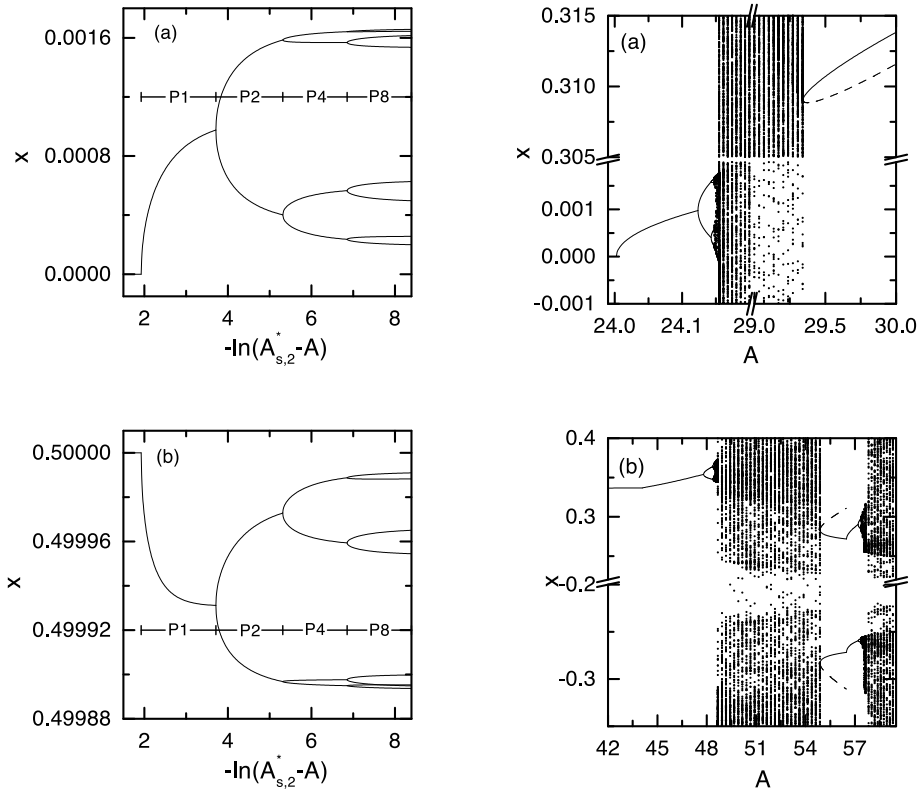 (a)
0.0016
0.0008
0.0000
x
P1 P2 P4 P8
2 4 6 8
-ln(A*s,2-A)
(a)
0.315
0.310
0.305
0.001
0.000
-0.001
x
24.0 24.1 29.0 29.5 30.0
A
(b)
0.50000
0.49996
0.49992
0.49988
x
P1 P2 P4 P8
2 4 6 8
-ln(A*s,2-A)
(b)
0.4
0.3
-0.2
-0.3
x
42 45 48 51 54 57
A